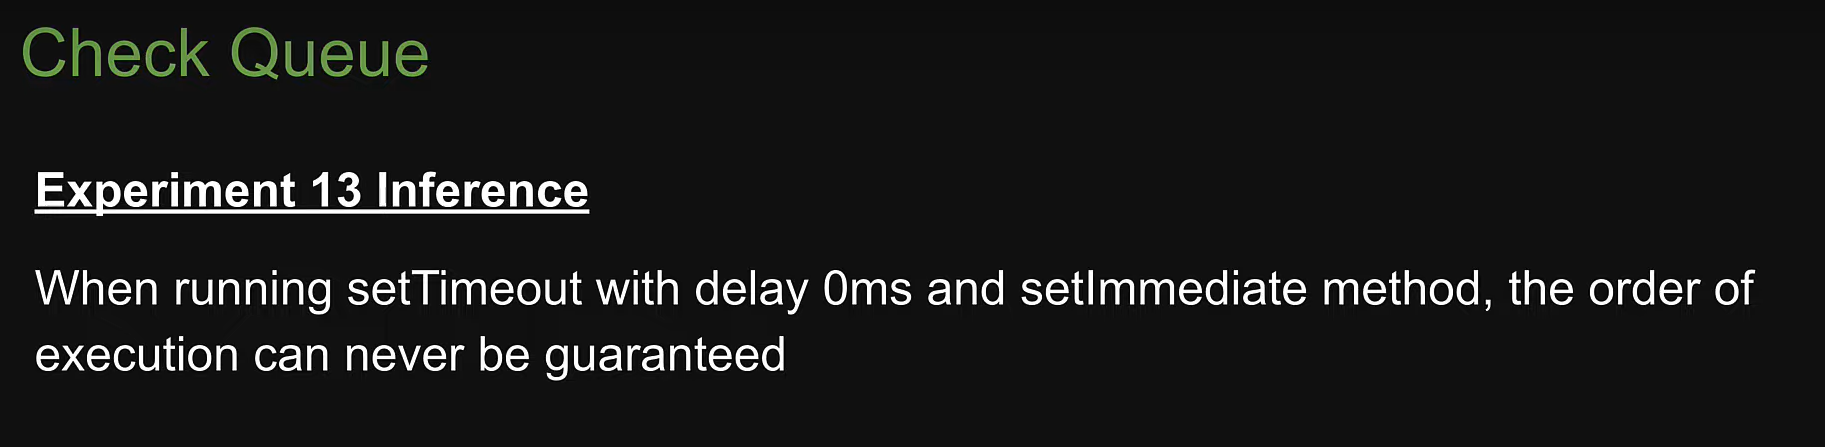 Check Queue
Experiment 13 Inference
When running setTimeout with delay 0ms and setImmediate method, the order of
execution can never be guaranteed